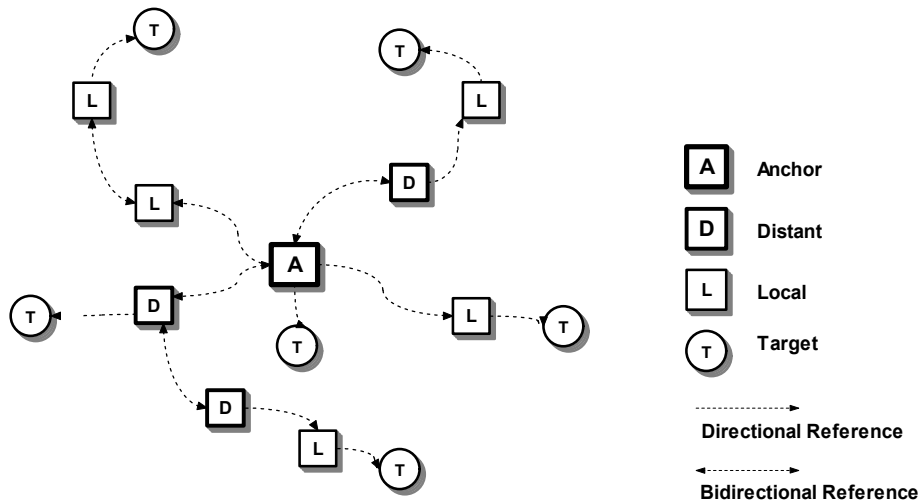 T
T
L
L
D
L
A
D
T
L
T
T
D
L
T
A Anchor
D Distant
L Local
T Target
Directional Reference
Bidirectional Reference